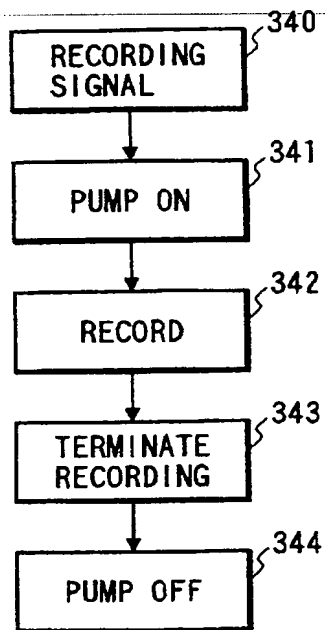 340
RECORDING
SIGNAL
341
PUMP ON
342
RECORD
343
TERMINATE
RECORDING
344
PUMP OFF